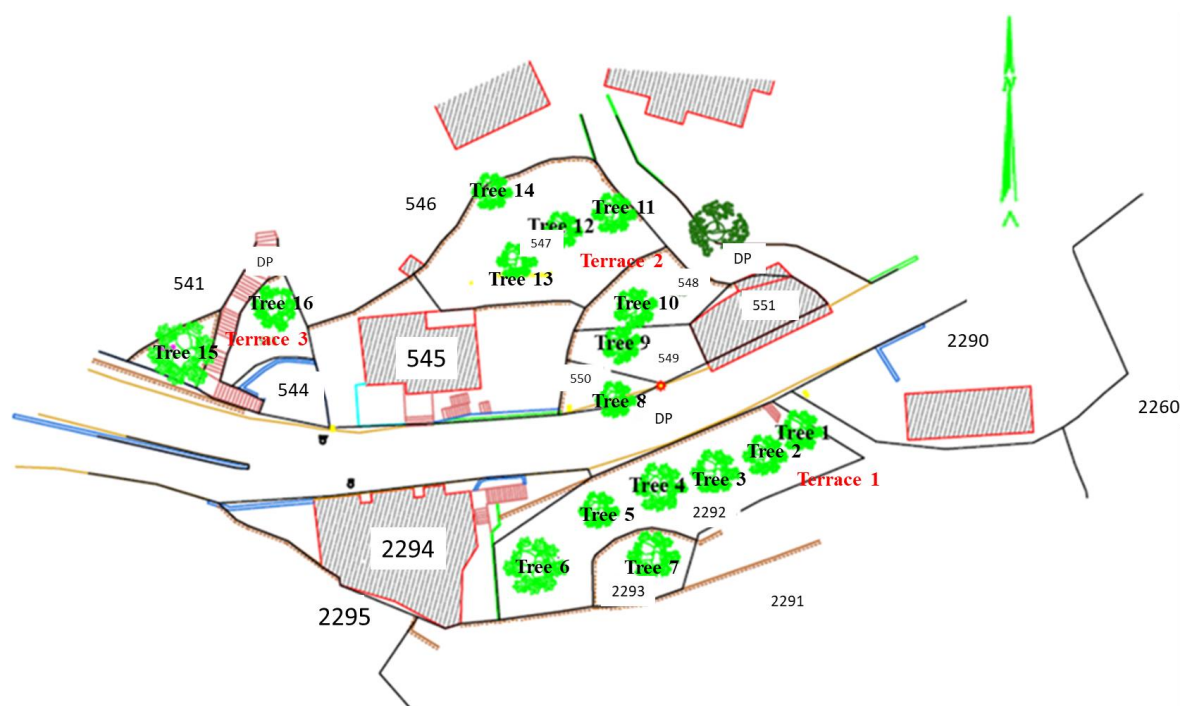 N
Tree 14
546
Tree 11
Tree 12
547
Terrace 2
DP
DP
541
Tree 13
548
Tree 16
Tree 10
551
Terrace 3
Tree 15
Tree 9
545
549
2290
544
550
Tree 8
DP
2260
Tree 1
Tree 2
Tree 3
Terrace 1
Tree 4
Tree 5
2292
2294
Tree 6
Tree 7
2293
2291
2295